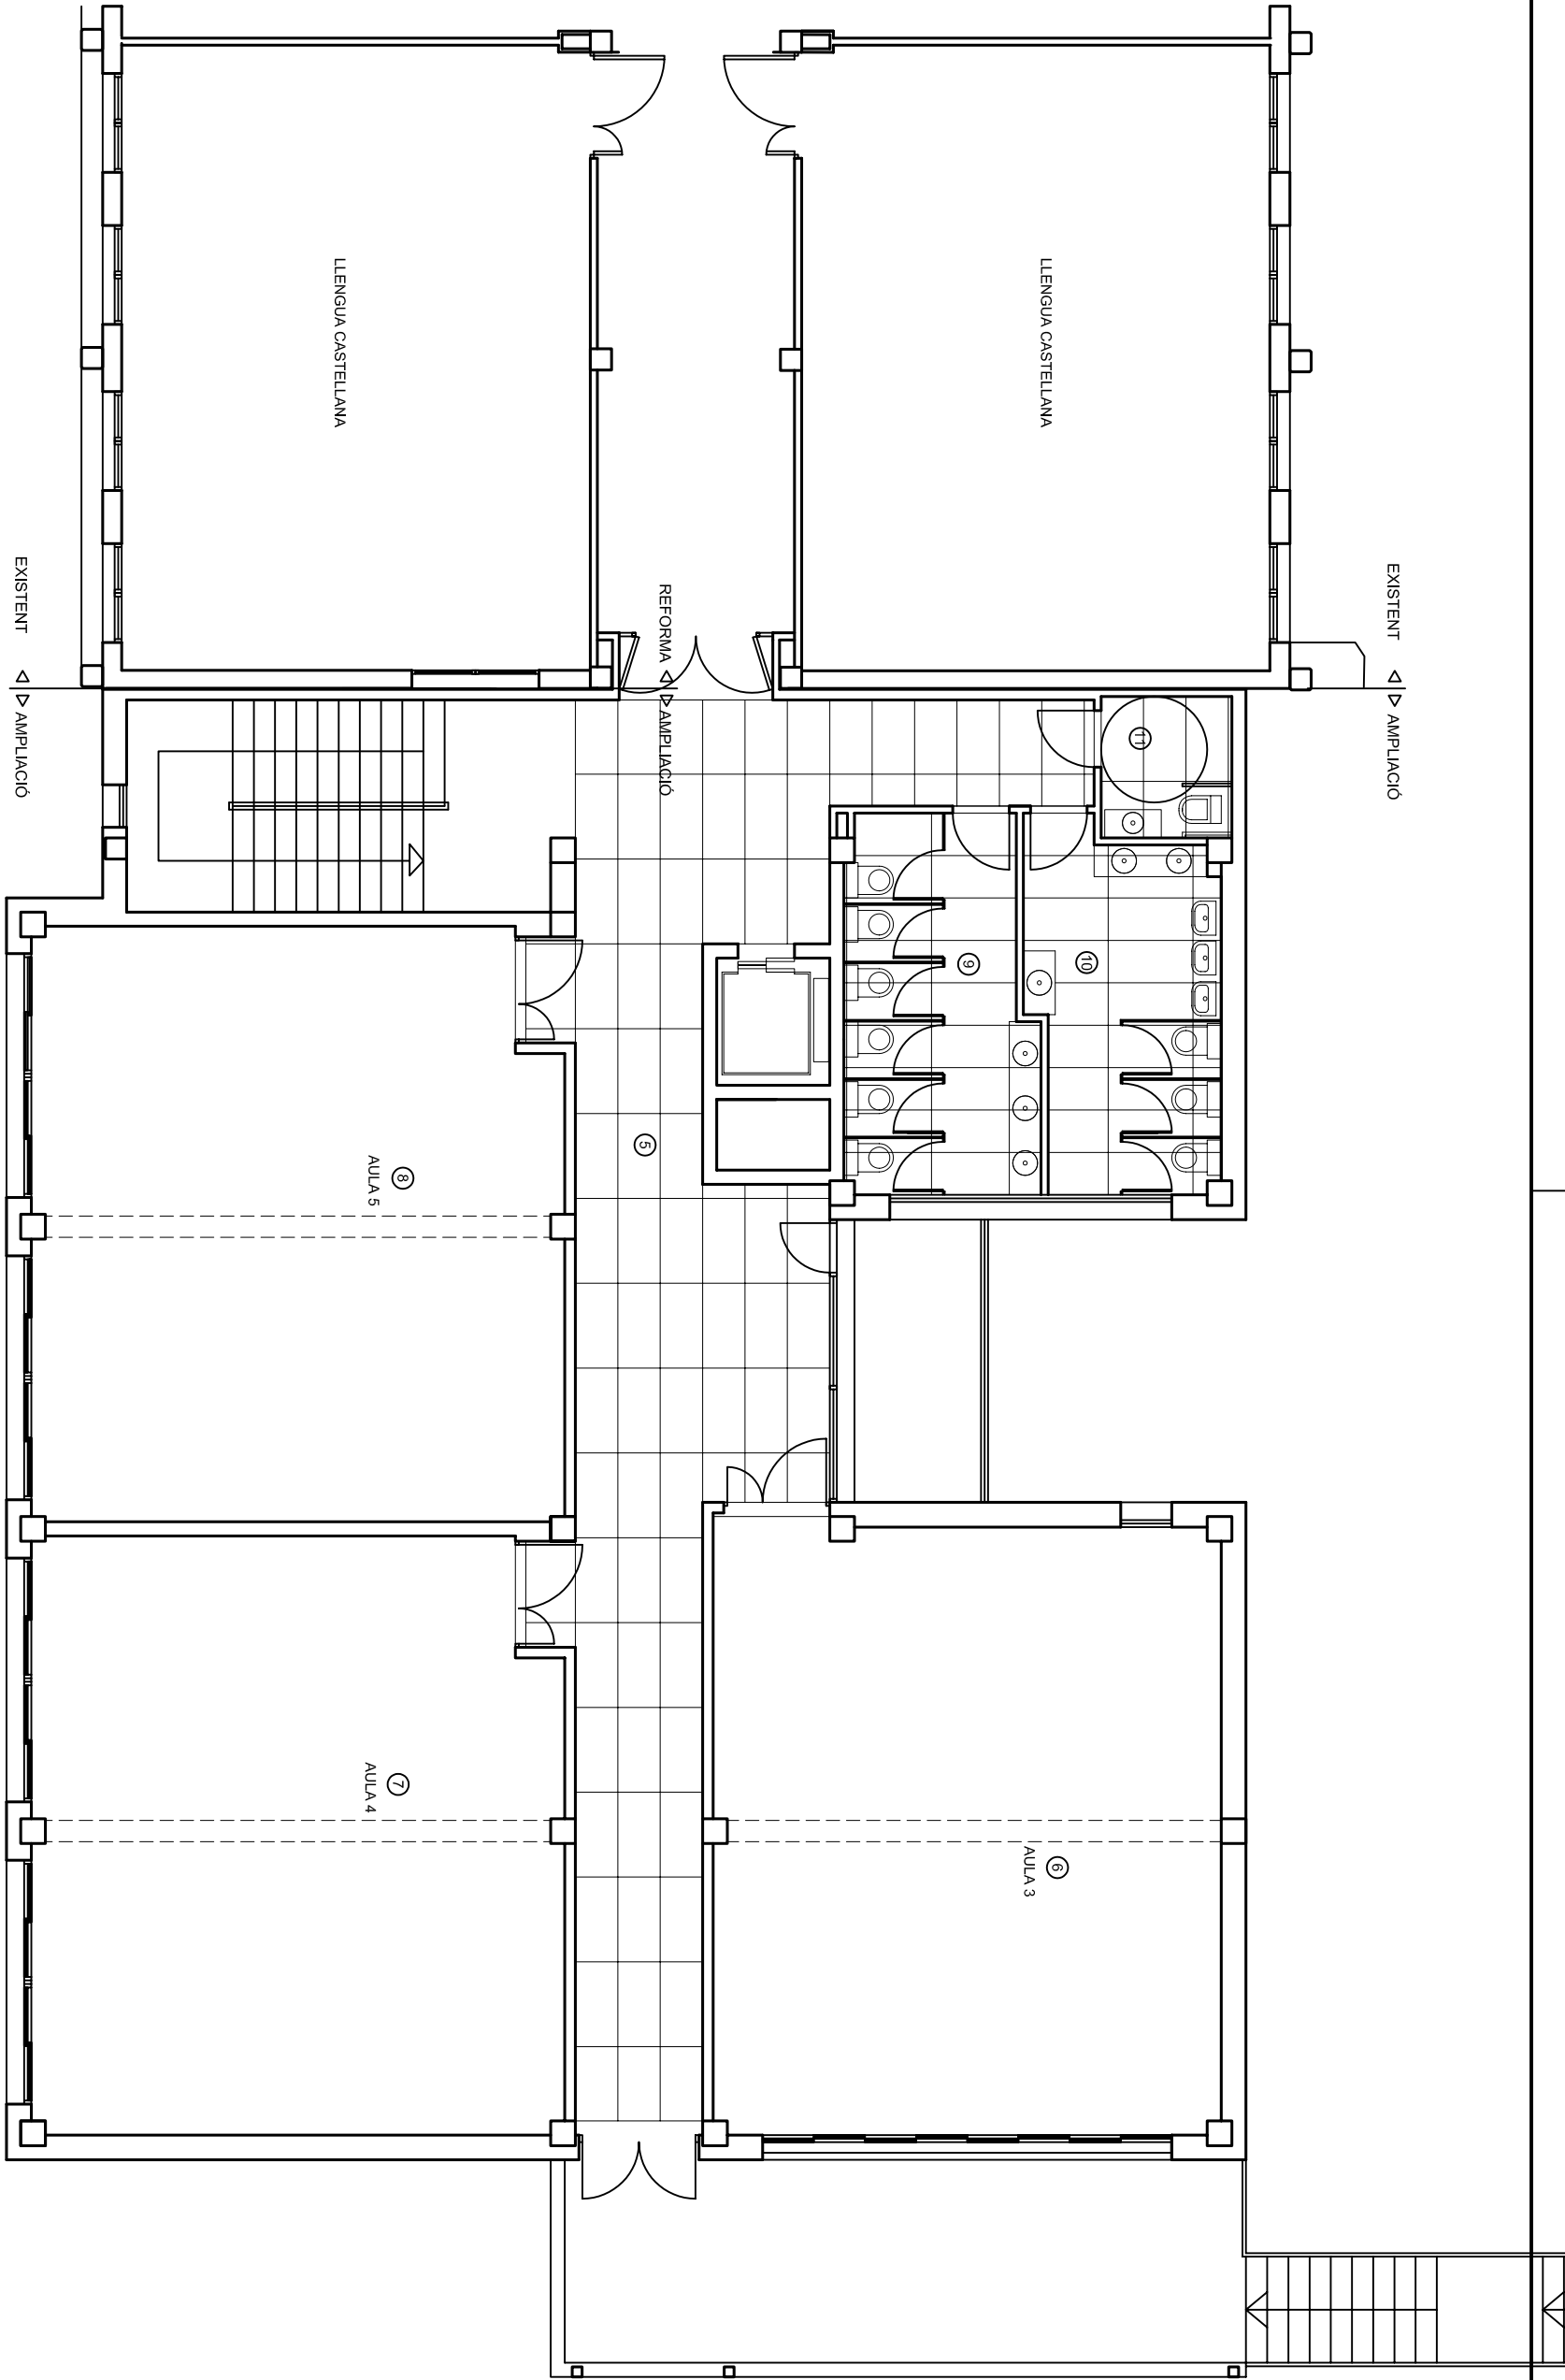 LLENGUA CASTELLANA
LLENGUA CASTELLANA
EXISTENT
AMPLIACIÓ
REFORMA
AMPLIACIÓ
EXISTENT
AMPLIACIÓ
11
10
9
5
8
AULA 5
7
AULA 4
6
AULA 3